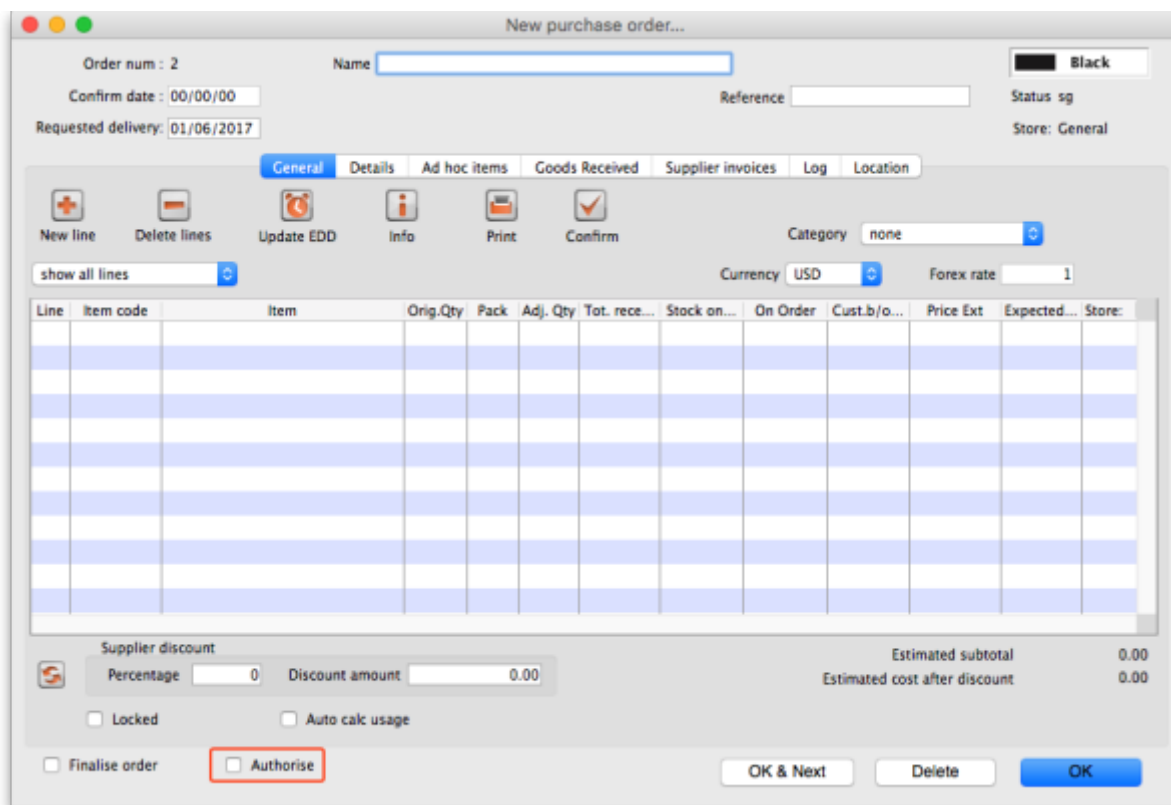 New purchase order...
Order num : 2
Name
Black
Confirm date : 00/00/00
Reference
Status sg
Requested delivery: 01/06/2017
Store: General
General Details Ad hoc items Goods Received Supplier invoices Log Location
New line Delete lines Update EDD Info Print Confirm
Category none
show all lines
Currency USD
Forex rate 1
Line Item code Item Orig.Qty Pack Adj. Qty Tot. rece... Stock on... On Order Cust.b/o... Price Ext Expected... Store:
Supplier discount
Percentage 0 Discount amount 0.00
Estimated subtotal 0.00
Estimated cost after discount 0.00
Locked Auto calc usage
Finalise order Authorise
OK & Next Delete OK